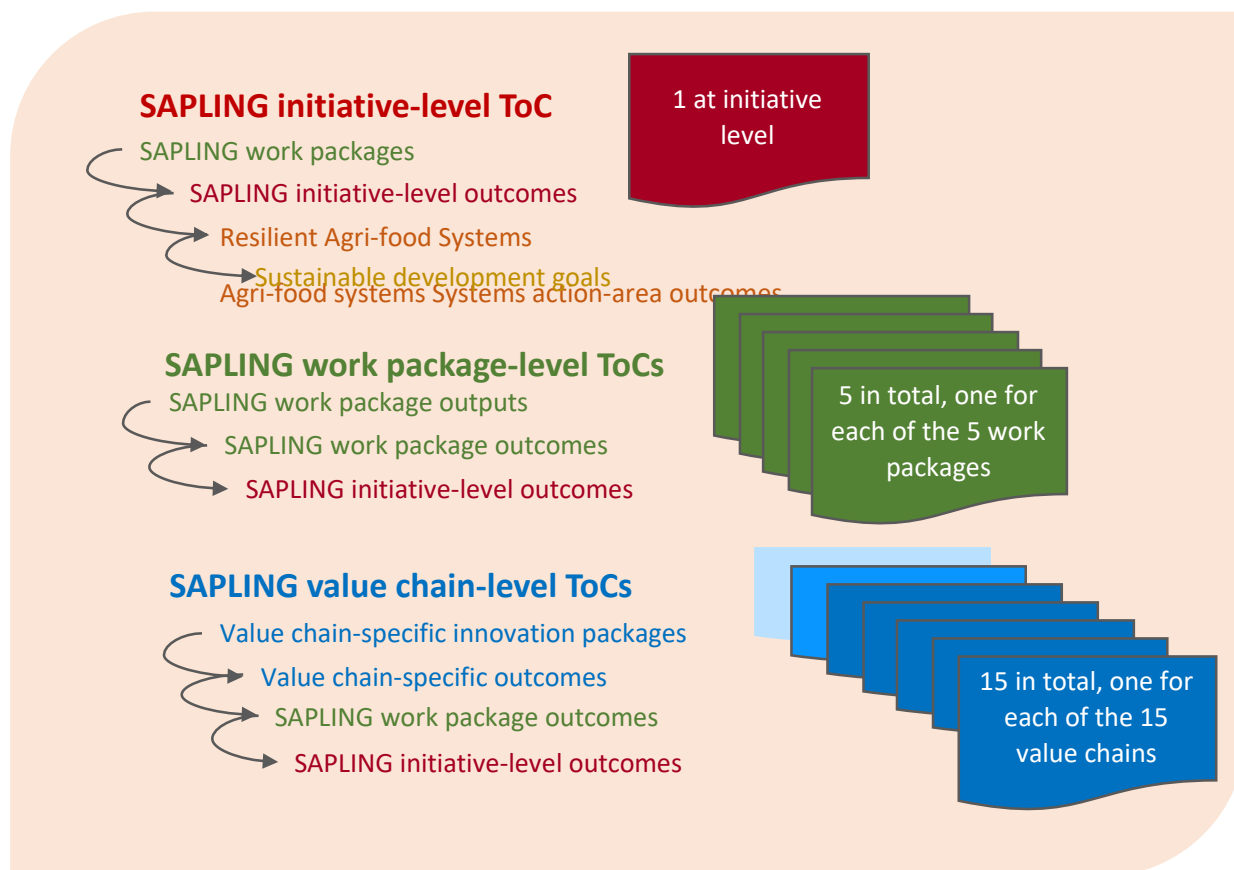 SAPLING initiative-level ToC
SAPLING work packages
SAPLING initiative-level outcomes
Resilient Agri-food Systems
Sustainable development goals
Agri-food systems Systems action-area outcomes
1 at initiative
level
SAPLING work package-level ToCs
SAPLING work package outputs
SAPLING work package outcomes
SAPLING initiative-level outcomes
5 in total, one for
each of the 5 work
packages
SAPLING value chain-level ToCs
Value chain-specific innovation packages
Value chain-specific outcomes
SAPLING work package outcomes
SAPLING initiative-level outcomes
15 in total, one for
each of the 15
value chains